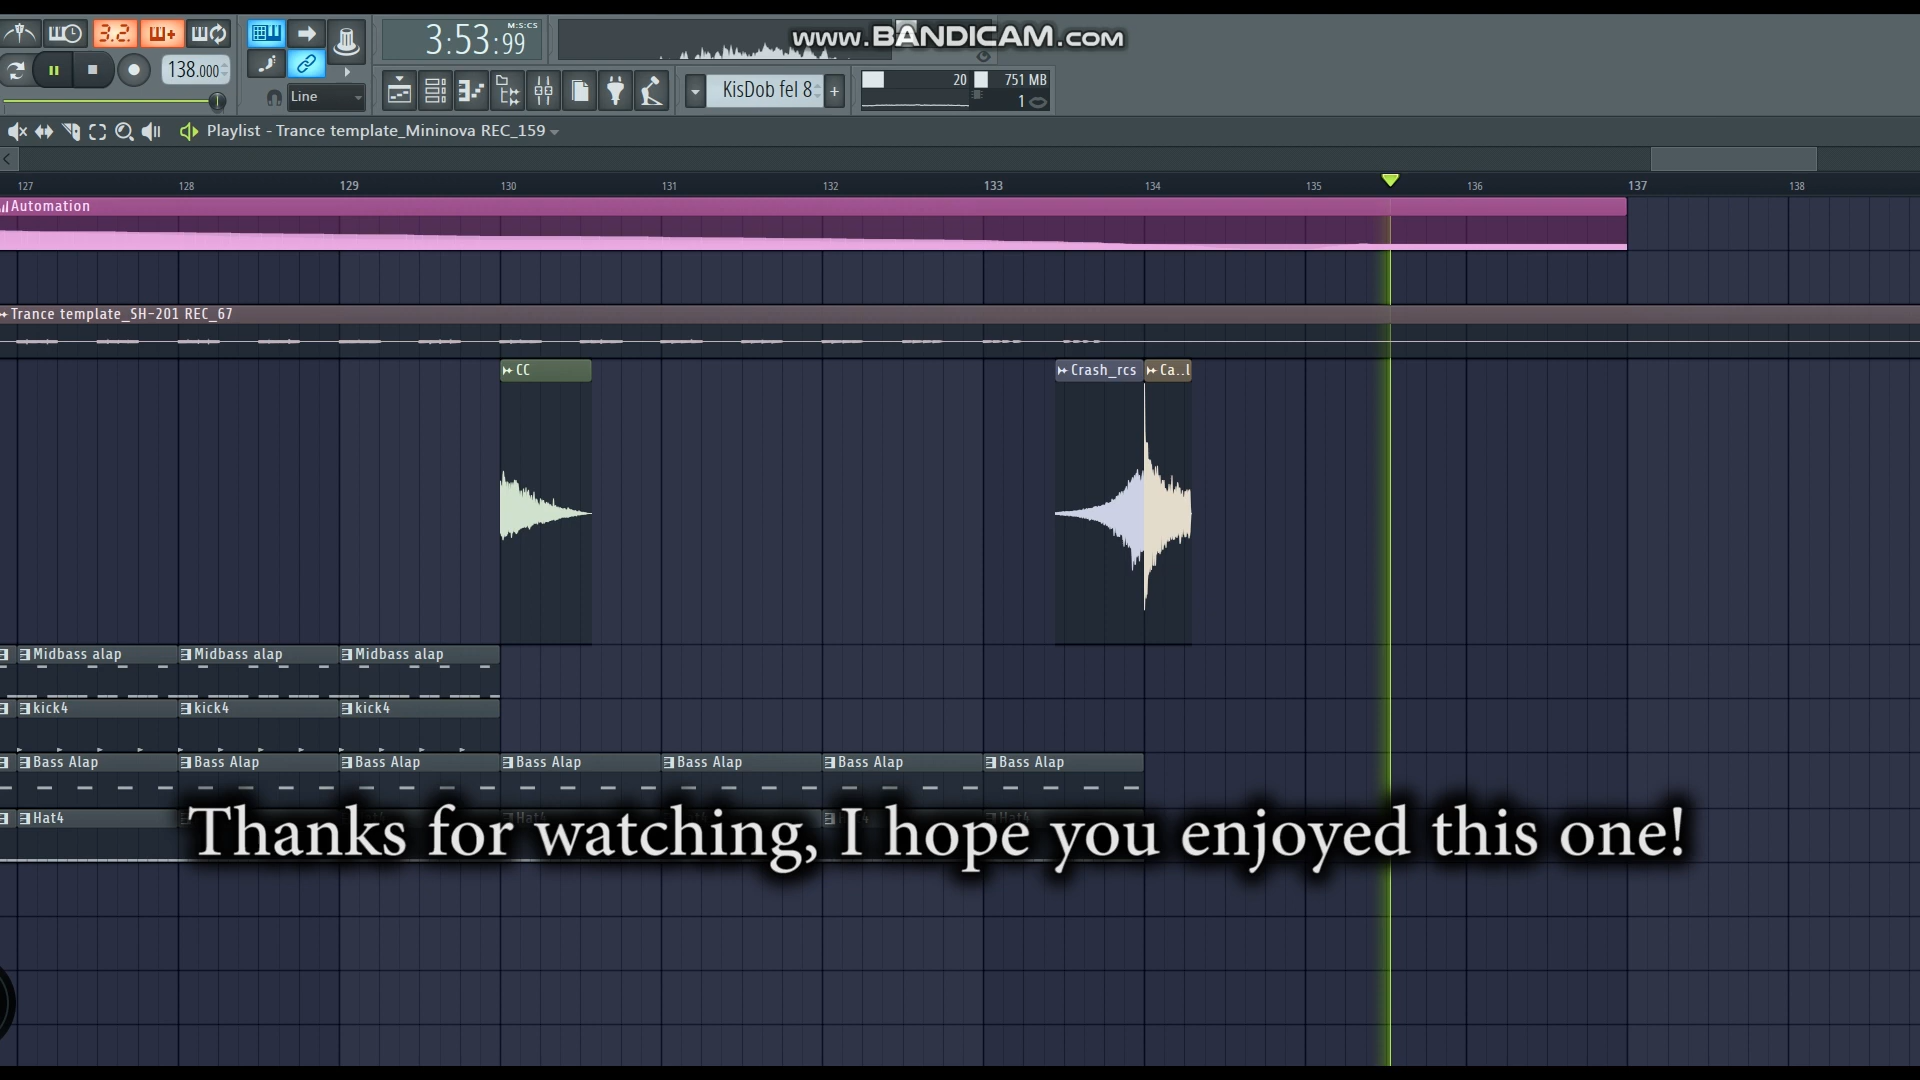 3:53:99 M:S:CS
www.BANDICAM.com
3.2.
138.000
Line
KisDob fel 8
+
20
751 MB
1
Playlist - Trance template_Mininova REC_159
127 128 129 130 131 132 133 134 135 136 137 138
Automation
Trance template_SH-201 REC_67
CC
Crash_rcs
Ca..l
Midbass alap Midbass alap Midbass alap
kick4 kick4 kick4
Bass Alap Bass Alap Bass Alap Bass Alap Bass Alap Bass Alap Bass Alap
Hat4
Thanks for watching, I hope you enjoyed this one!